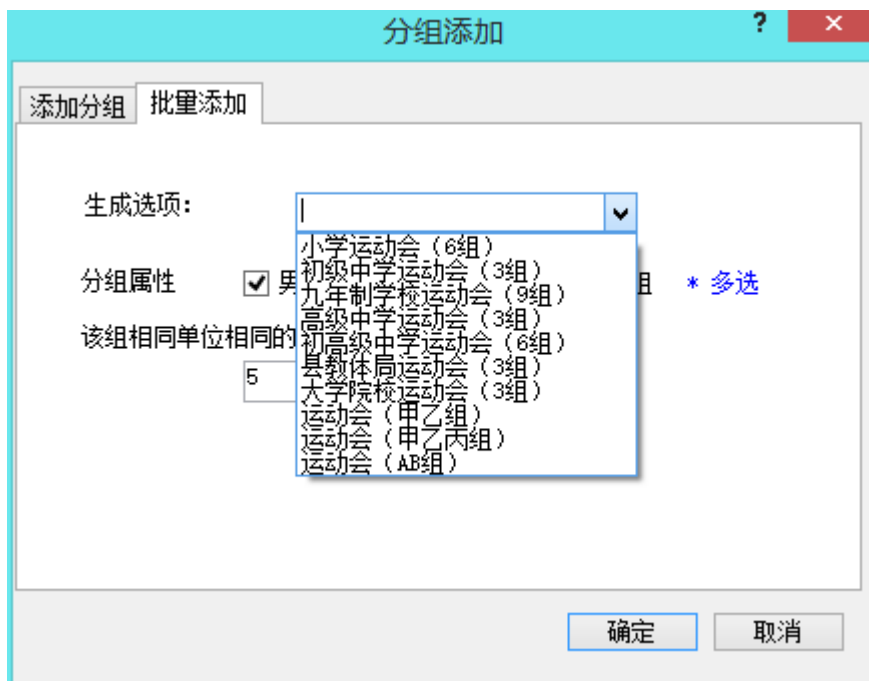 分组添加
?
×
添加分组
批量添加
生成选项:
小学运动会（6组）
初级中学运动会（3组）
九年制学校运动会（9组）
高级中学运动会（3组）
初高级中学运动会（6组）
县教体局运动会（3组）
大学院校运动会（3组）
运动会（甲乙组）
运动会（甲乙丙组）
运动会（AB组）
分组属性
男
组 * 多选
该组相同单位相同的
5
确定
取消